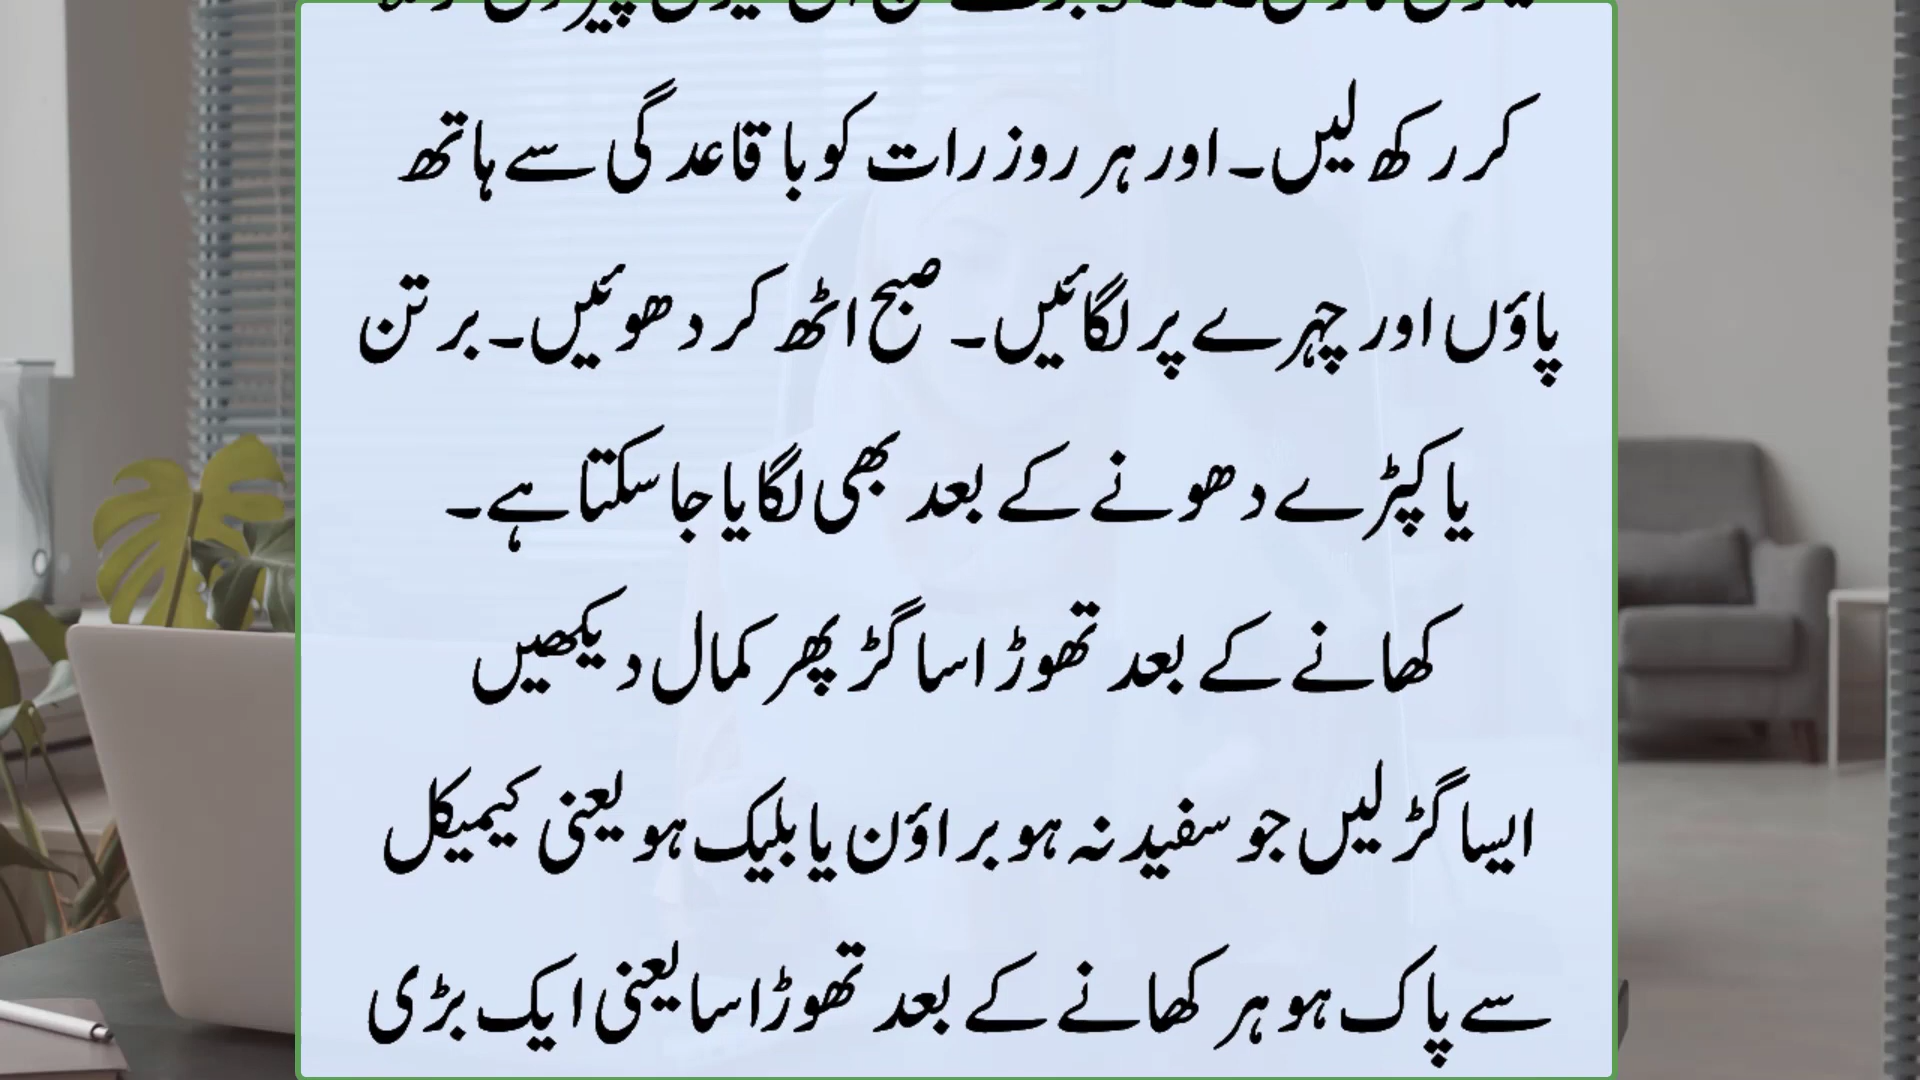 کر رکھ لیں۔ اور ہر روز رات کو باقاعدگی سے ہاتھ
پاؤں اور چہرے پر لگائیں۔ صبح اٹھ کر دھوئیں۔ برتن
یا کپڑے دھونے کے بعد بھی لگایا جا سکتا ہے۔
کھانے کے بعد تھوڑا سا گڑ پھر کمال دیکھیں
ایسا گڑ لیں جو سفید نہ ہو براؤن یا بلیک ہو یعنی کیمیکل
سے پاک ہو ہر کھانے کے بعد تھوڑا سا یعنی ایک بڑی